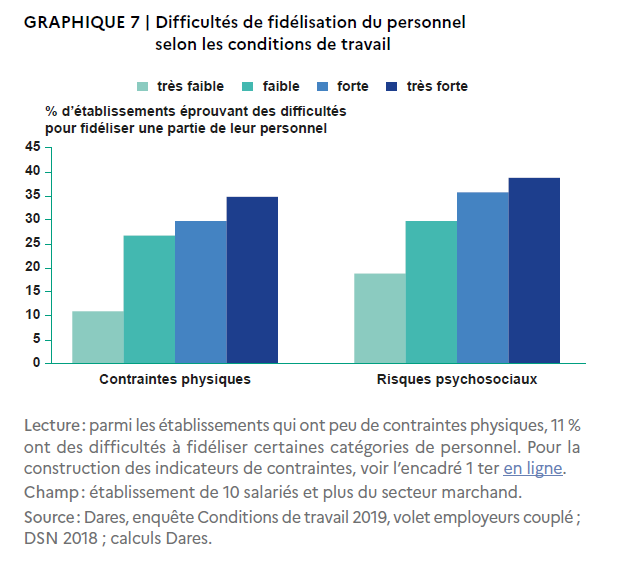 GRAPHIQUE 7 | Difficultés de fidélisation du personnel
selon les conditions de travail
très faible faible forte très forte
% d'établissements éprouvant des difficultés
pour fidéliser une partie de leur personnel
45
40
35
30
25
20
15
10
5
0
Contraintes physiques Risques psychosociaux
Lecture : parmi les établissements qui ont peu de contraintes physiques, 11 %
ont des difficultés à fidéliser certaines catégories de personnel. Pour la
construction des indicateurs de contraintes, voir l'encadré 1 ter en ligne.
Champ : établissement de 10 salariés et plus du secteur marchand.
Source : Dares, enquête Conditions de travail 2019, volet employeurs couplé ;
DSN 2018 ; calculs Dares.